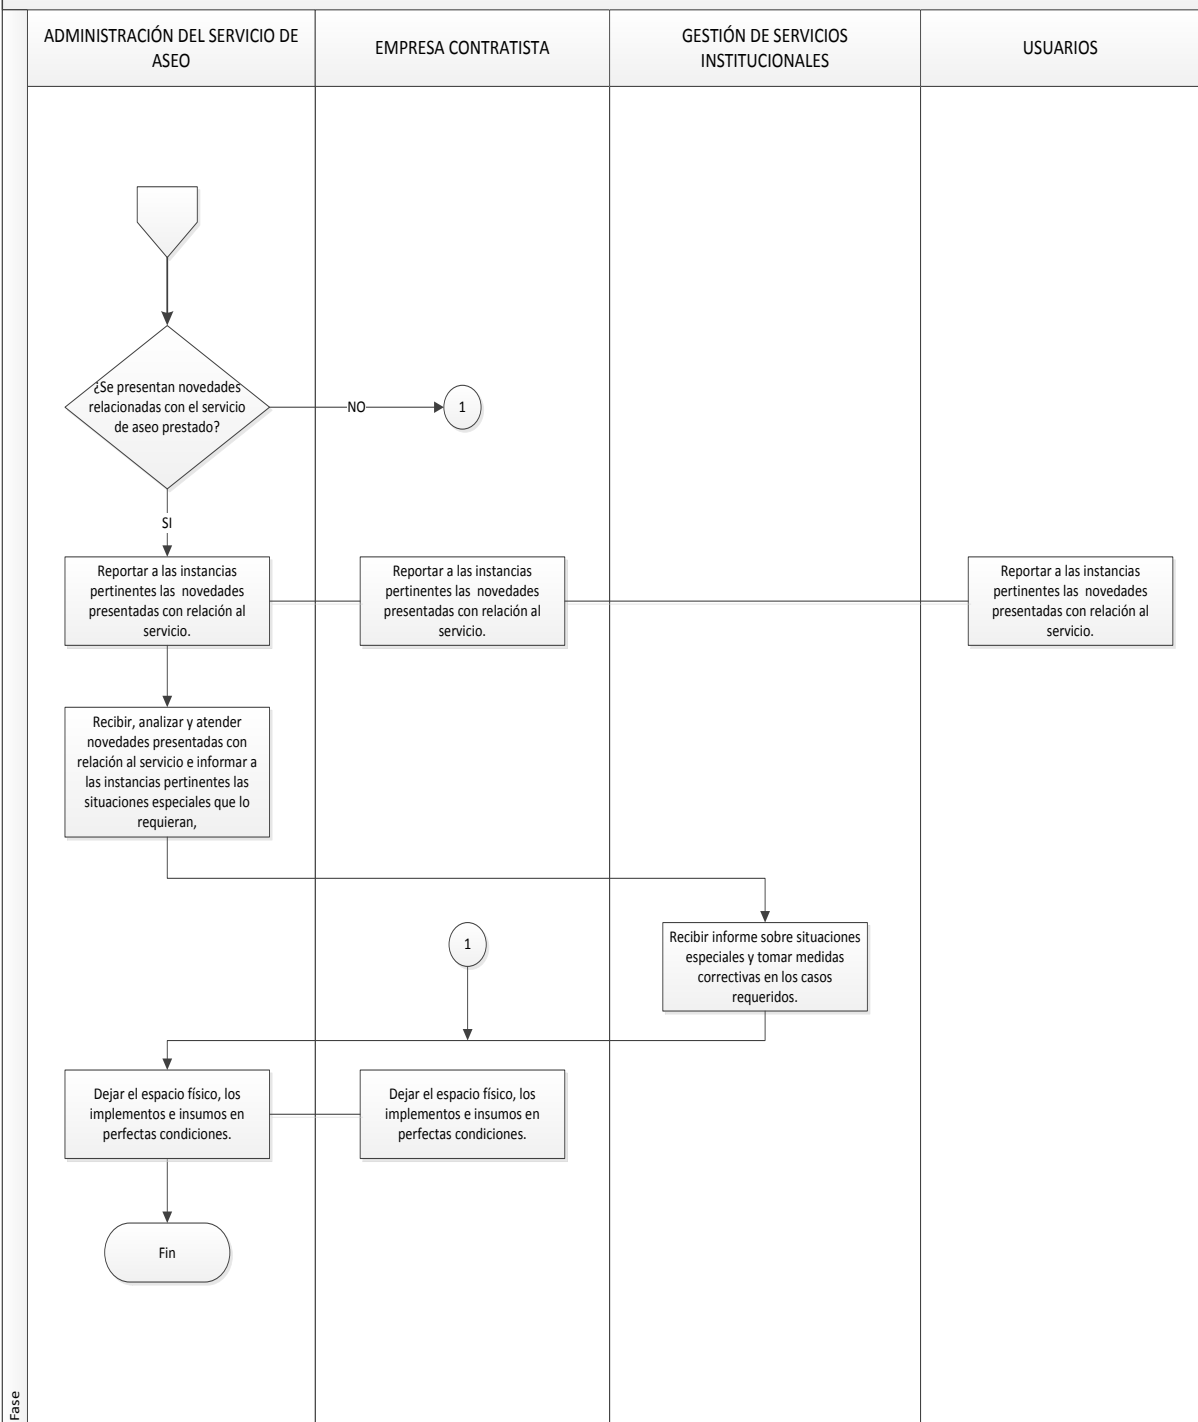 ADMINISTRACIÓN DEL SERVICIO DE
ASEO
EMPRESA CONTRATISTA
GESTIÓN DE SERVICIOS
INSTITUCIONALES
USUARIOS
¿Se presentan novedades
relacionadas con el servicio
de aseo prestado?
NO
1
SI
Reportar a las instancias
pertinentes las novedades
presentadas con relación al
servicio.
Reportar a las instancias
pertinentes las novedades
presentadas con relación al
servicio.
Reportar a las instancias
pertinentes las novedades
presentadas con relación al
servicio.
Recibir, analizar y atender
novedades presentadas con
relación al servicio e informar a
las instancias pertinentes las
situaciones especiales que lo
requieran,
1
Recibir informe sobre situaciones
especiales y tomar medidas
correctivas en los casos
requeridos.
Dejar el espacio físico, los
implementos e insumos en
perfectas condiciones.
Dejar el espacio físico, los
implementos e insumos en
perfectas condiciones.
Fin
Fase